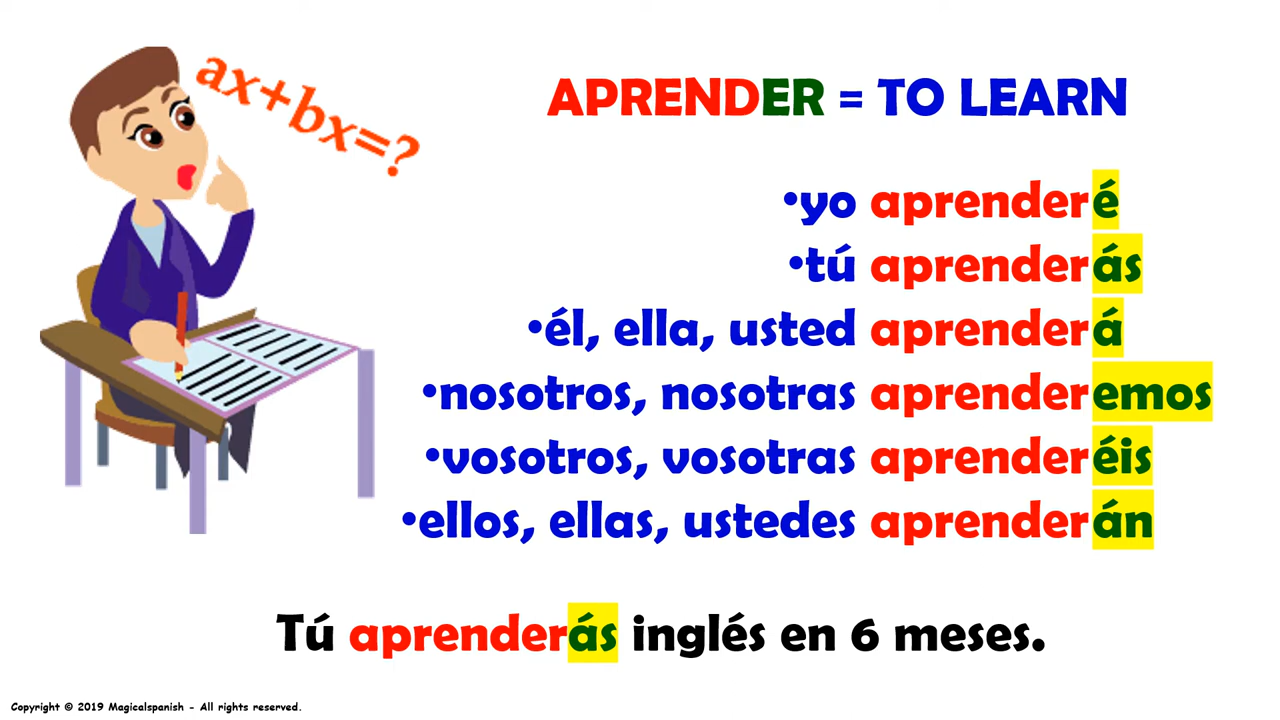 ax+bx=?
APRENDER = TO LEARN
•yo aprenderé
•tú aprenderás
•él, ella, usted aprenderá
•nosotros, nosotras aprenderemos
•vosotros, vosotras aprenderéis
•ellos, ellas, ustedes aprenderán
Tú aprenderás inglés en 6 meses.
Copyright © 2019 Magicalspanish - All rights reserved.